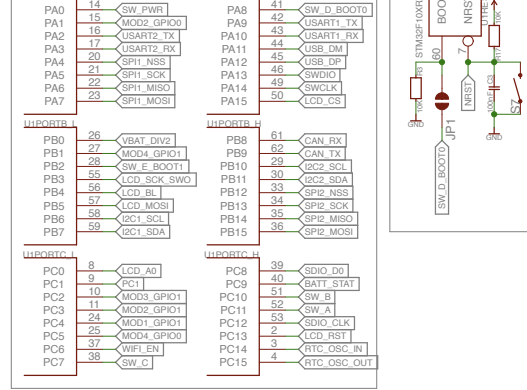 PA0 14 SW_PWR
PA1 15 MOD2_GPIO0
PA2 16 USART2_TX
PA3 17 USART2_RX
PA4 20 SPI1_NSS
PA5 21 SPI1_SCK
PA6 22 SPI1_MISO
PA7 23 SPI1_MOSI
PA8 41 SW_D_BOOT0
PA9 42 USART1_TX
PA10 43 USART1_RX
PA11 44 USB_DM
PA12 45 USB_DP
PA13 46 SWDIO
PA14 49 SWCLK
PA15 50 LCD_CS
U1PORTB_L
PB0 26 VBAT_DIV2
PB1 27 MOD4_GPIO1
PB2 28 SW_E_BOOT1
PB3 55 LCD_SCK_SWO
PB4 56 LCD_BL
PB5 57 LCD_MOSI
PB6 58 I2C1_SCL
PB7 59 I2C1_SDA
U1PORTB_H
PB8 61 CAN_RX
PB9 62 CAN_TX
PB10 29 I2C2_SCL
PB11 30 I2C2_SDA
PB12 33 SPI2_NSS
PB13 34 SPI2_SCK
PB14 35 SPI2_MISO
PB15 36 SPI2_MOSI
U1PORTC_L
PC0 8 LCD_A0
PC1 9 PC1
PC2 10 MOD3_GPIO1
PC3 11 MOD2_GPIO1
PC4 24 MOD1_GPIO1
PC5 25 MOD4_GPIO0
PC6 37 WIFI_EN
PC7 38 SW_C
U1PORTC_H
PC8 39 SDIO_D0
PC9 40 BATT_STAT
PC10 51 SW_B
PC11 52 SW_A
PC12 53 SDIO_CLK
PC13 2 LCD_RST
PC14 3 RTC_OSC_IN
PC15 4 RTC_OSC_OUT
STM32F10XR
BOO
NRS
60
7
10K
GND
JP1
SW_D_BOOT0
NRST
100nF
C3
GND
S7